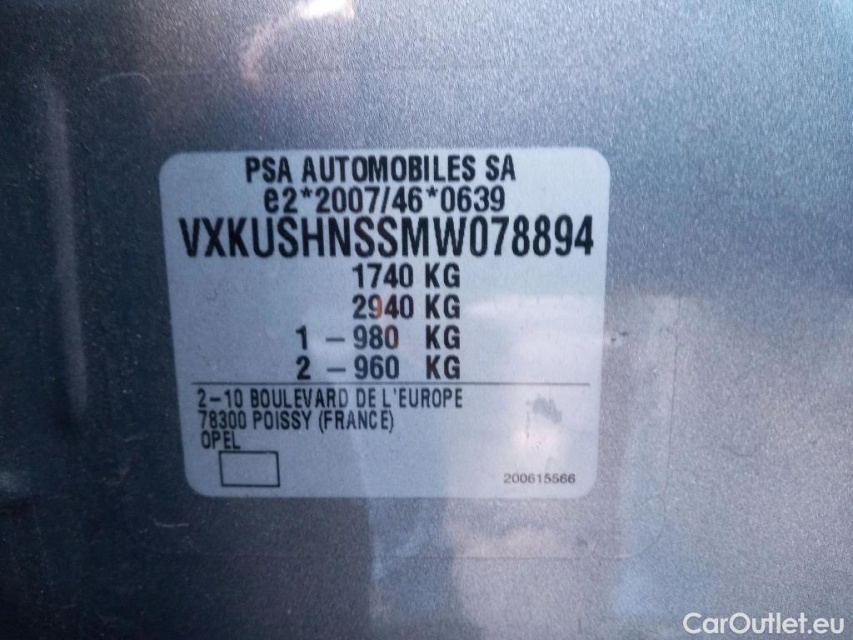 PSA AUTOMOBILES SA
e2*2007/46*0639
VXKUSHNSSMW078894
1740 KG
2940 KG
1 – 980 KG
2 – 960 KG
2–10 BOULEVARD DE L'EUROPE
78300 POISSY (FRANCE)
OPEL
200615566
CarOutlet.eu